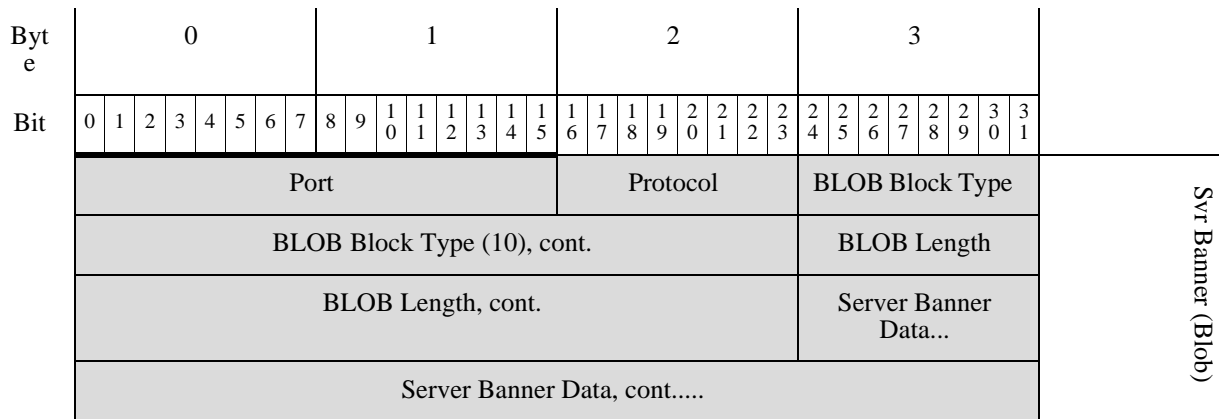 Byt
e
0 1 2 3
Bit
0 1 2 3 4 5 6 7 8 9 10 11 12 13 14 15 16 17 18 19 20 21 22 23 24 25 26 27 28 29 30 31
Port Protocol BLOB Block Type
BLOB Block Type (10), cont. BLOB Length
BLOB Length, cont. Server Banner
Data...
Server Banner Data, cont.....
Svr Banner (Blob)